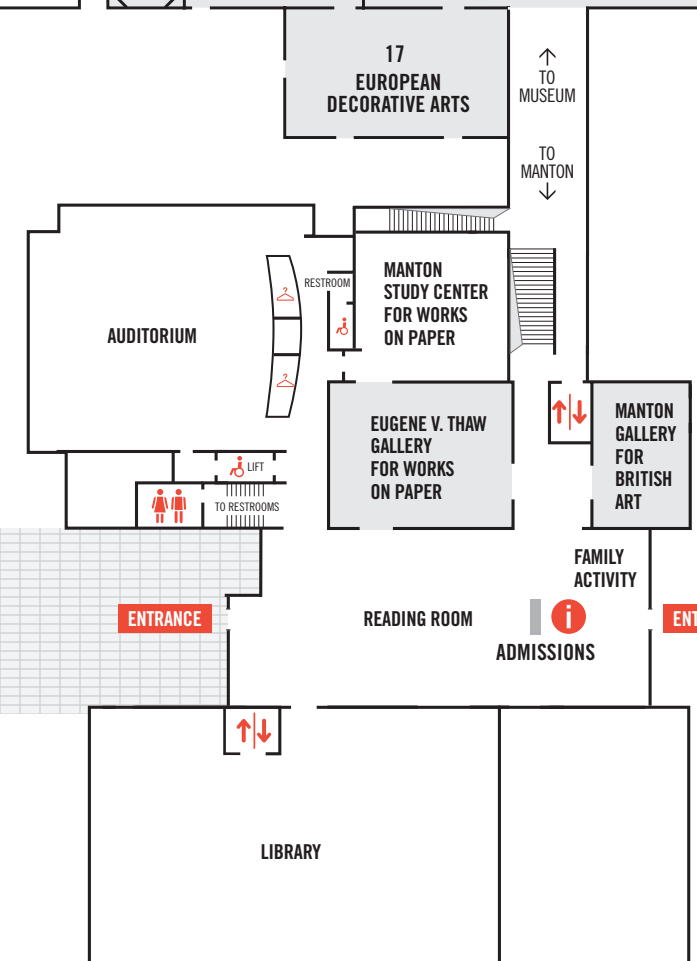 17
EUROPEAN
DECORATIVE ARTS
TO
MUSEUM
TO
MANTON
RESTROOM
MANTON
STUDY CENTER
FOR WORKS
ON PAPER
AUDITORIUM
EUGENE V. THAW
GALLERY
FOR WORKS
ON PAPER
MANTON
GALLERY
FOR
BRITISH
ART
LIFT
TO RESTROOMS
FAMILY
ACTIVITY
ENTRANCE
READING ROOM
i
ENT
ADMISSIONS
LIBRARY